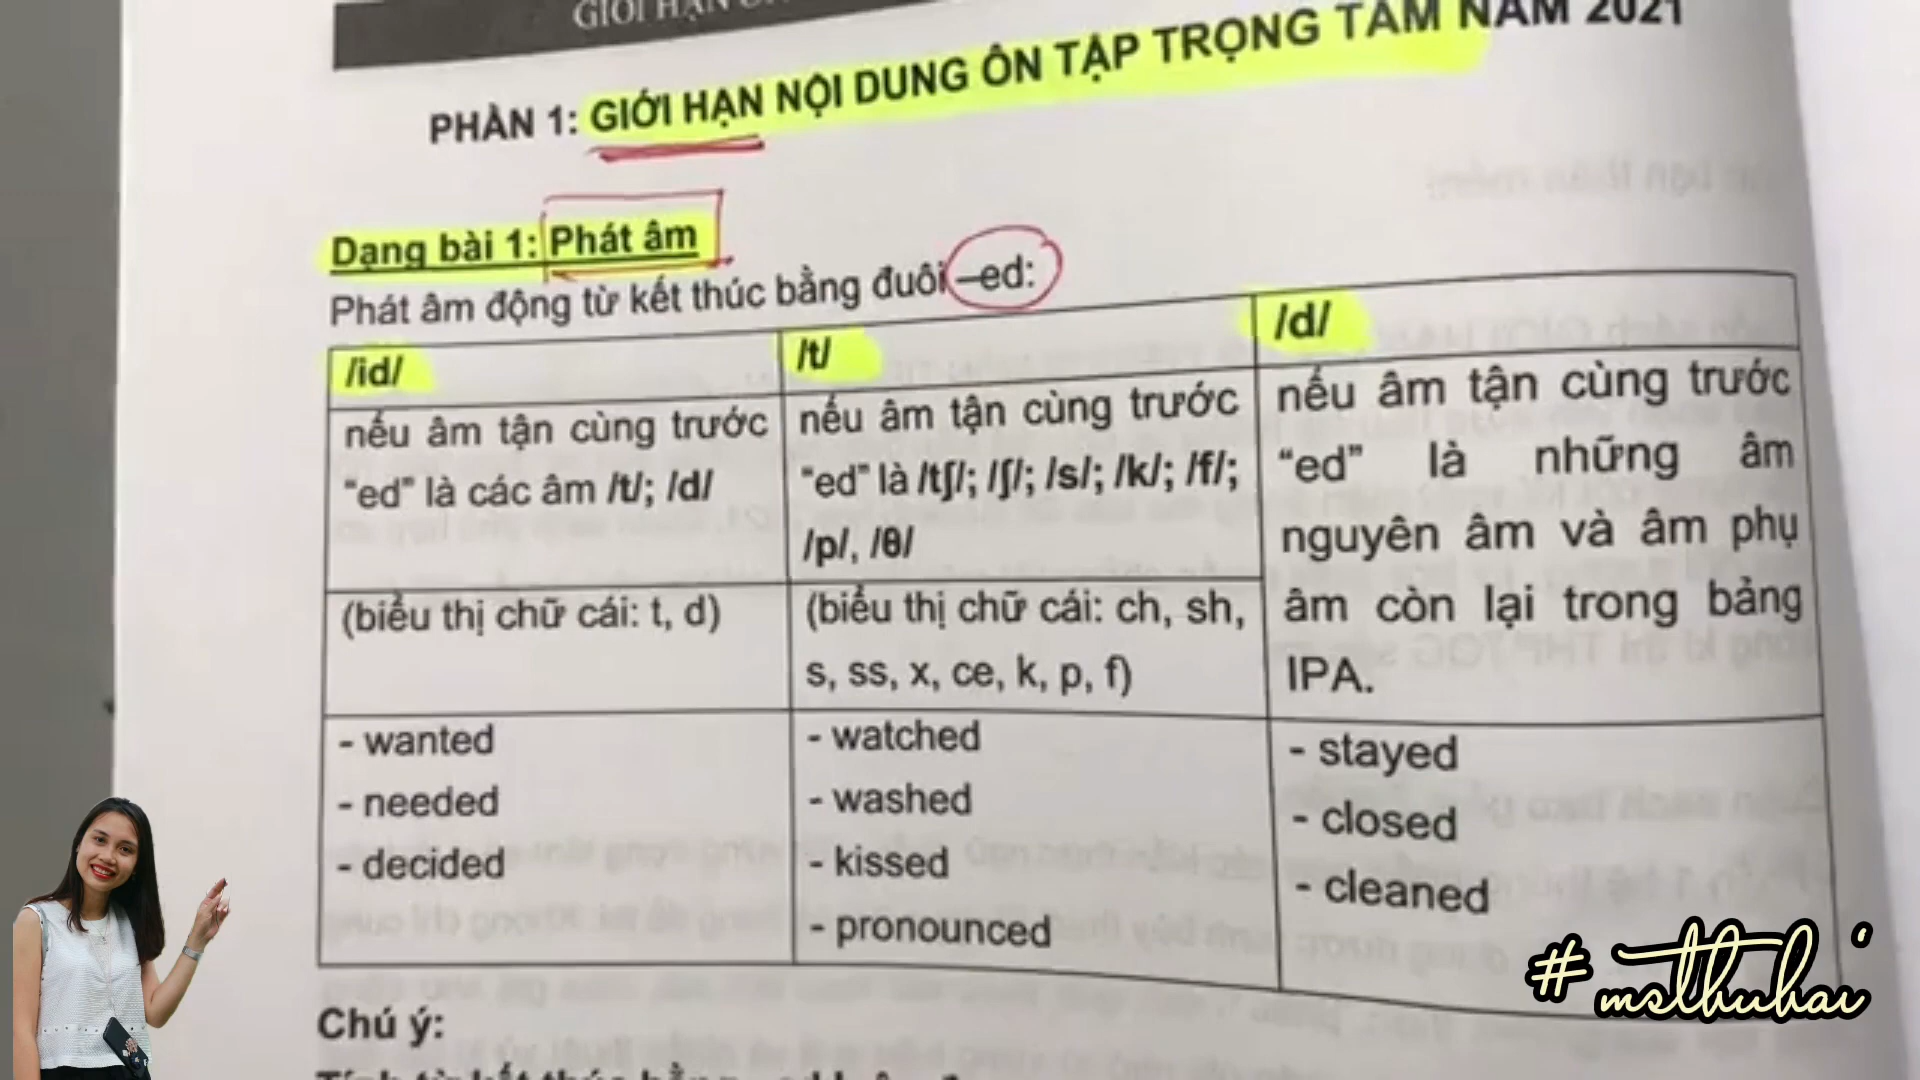 GIỚI HẠN
PHẦN 1: GIỚI HẠN NỘI DUNG ÔN TẬP TRỌNG TÂM NĂM 2021
Dạng bài 1: Phát âm
Phát âm động từ kết thúc bằng đuôi –ed:
/id/
/t/
/d/
nếu âm tận cùng trước
“ed” là các âm /t/; /d/
nếu âm tận cùng trước
“ed” là /tʃ/; /ʃ/; /s/; /k/; /f/;
/p/, /θ/
nếu âm tận cùng trước
“ed” là những âm
nguyên âm và âm phụ
âm còn lại trong bảng
IPA.
(biểu thị chữ cái: t, d)
(biểu thị chữ cái: ch, sh,
s, ss, x, ce, k, p, f)
- wanted
- needed
- decided
- watched
- washed
- kissed
- pronounced
- stayed
- closed
- cleaned
Chú ý:
# msthuhai